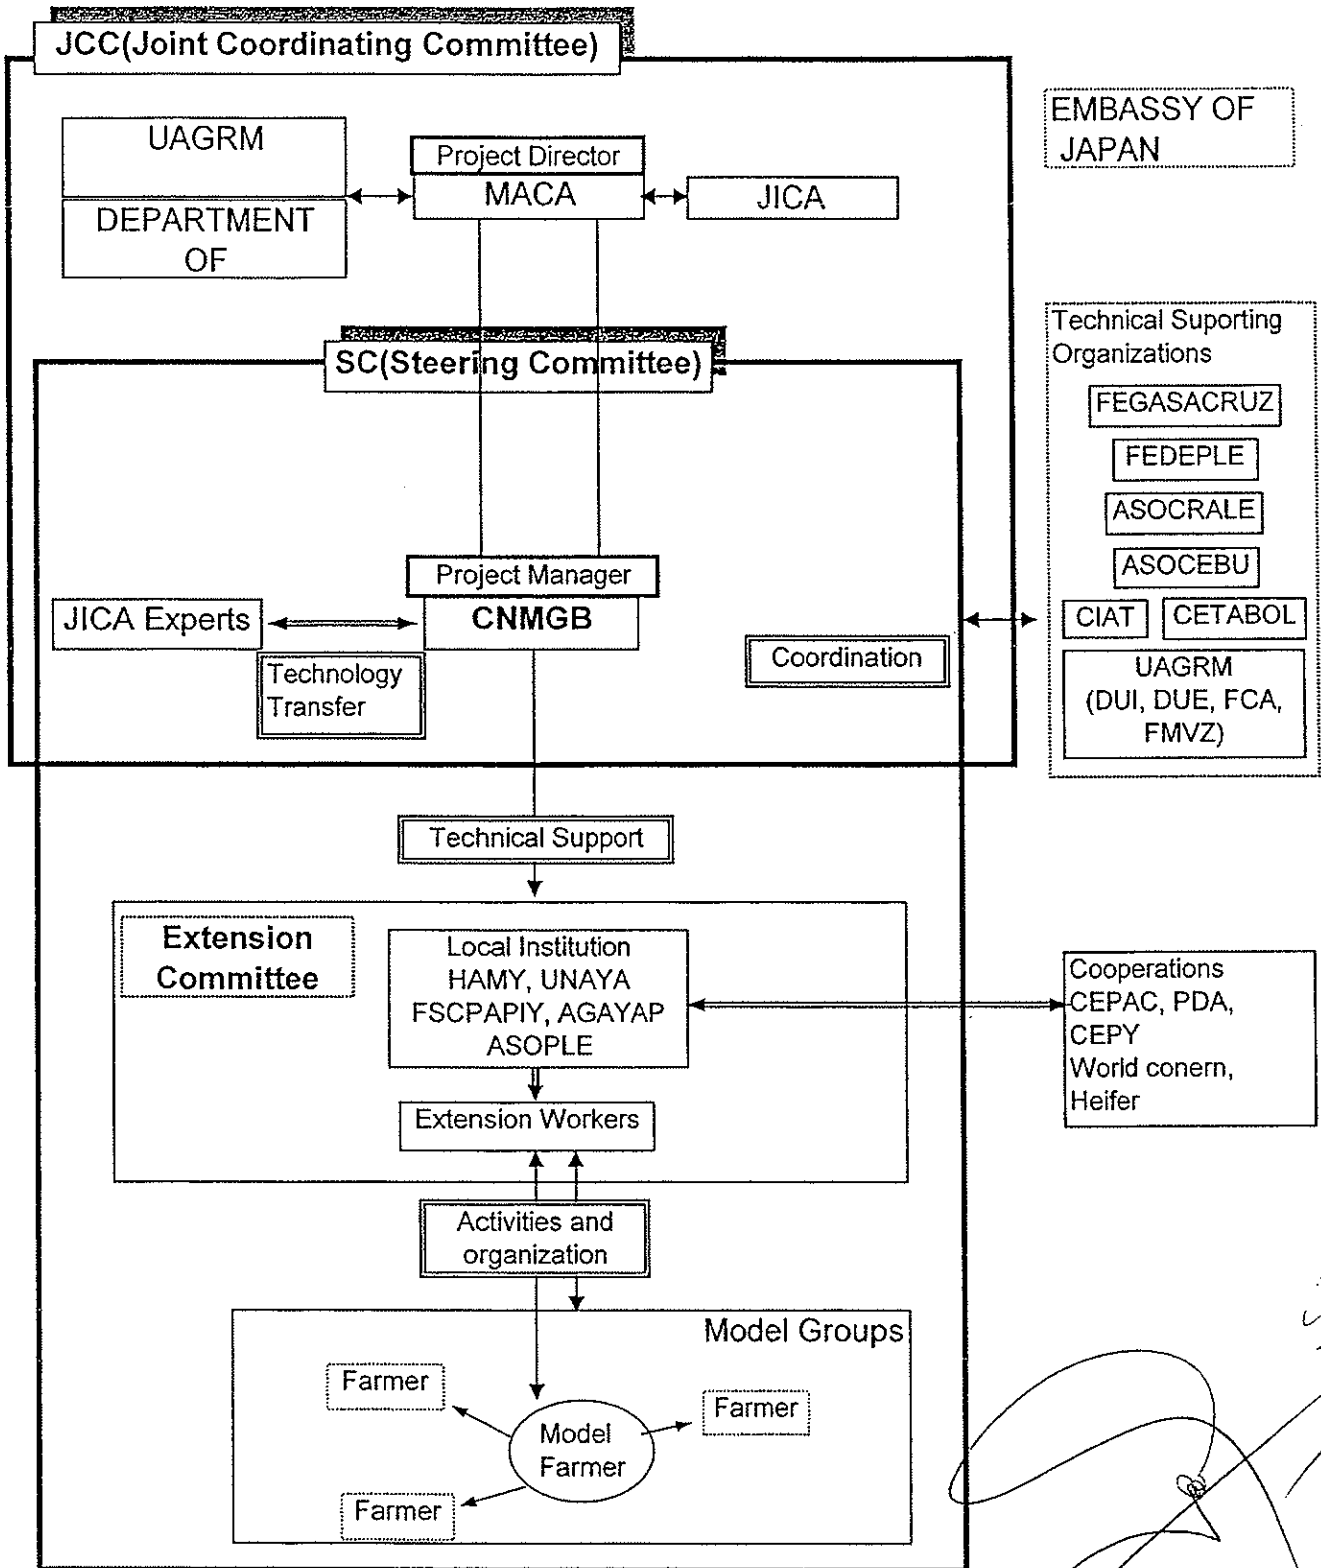 JCC(Joint Coordinating Committee)
EMBASSY OF
JAPAN
UAGRM
DEPARTMENT
OF
Project Director
MACA
JICA
SC(Steering Committee)
Technical Suporting
Organizations
FEGASACRUZ
FEDEPLE
ASOCRALE
ASOCEBU
CIAT
CETABOL
UAGRM
(DUI, DUE, FCA,
FMVZ)
Project Manager
CNMGB
JICA Experts
Technology
Transfer
Coordination
Technical Support
Extension
Committee
Local Institution
HAMY, UNAYA
FSCPAPIY, AGAYAP
ASOPLE
Cooperations
CEPAC, PDA,
CEPY
World conern,
Heifer
Extension Workers
Activities and
organization
Model Groups
Farmer
Farmer
Model
Farmer
Farmer